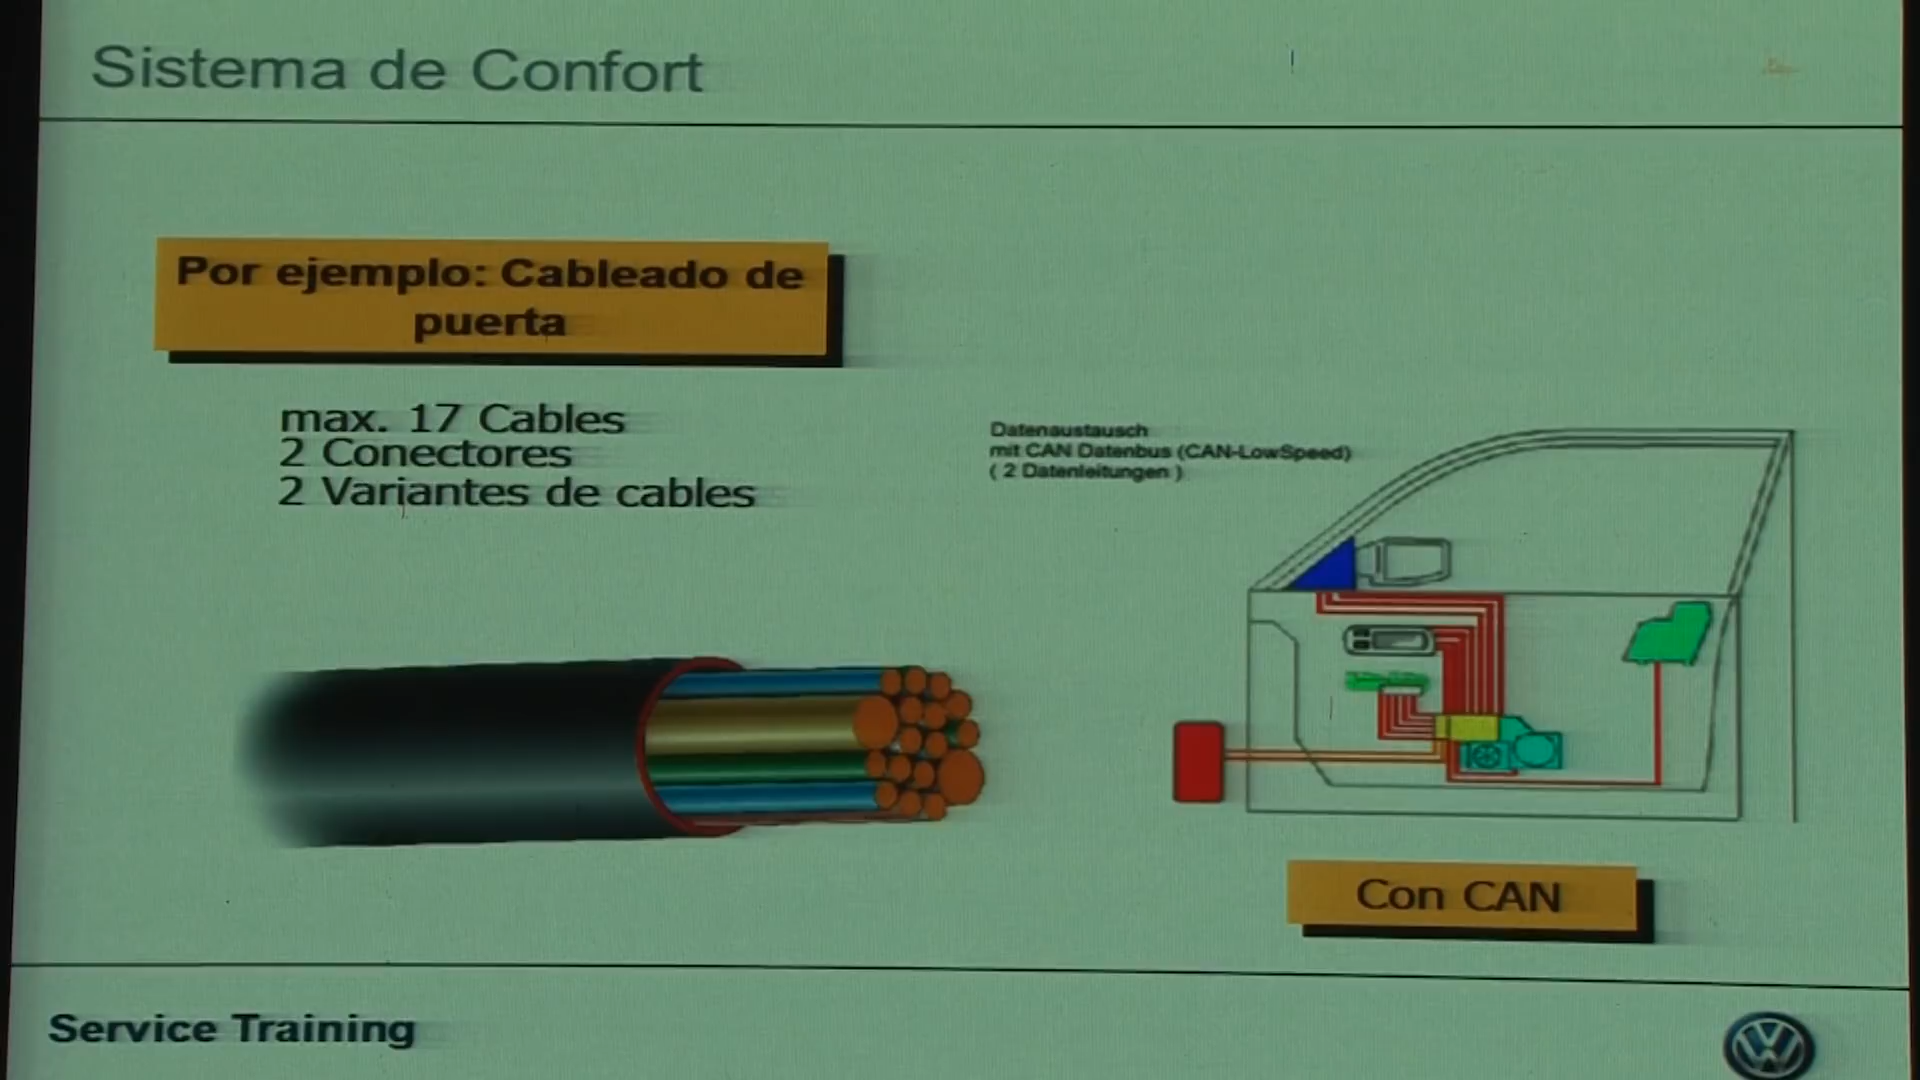 Sistema de Confort
Por ejemplo: Cableado de
puerta
max. 17 Cables
2 Conectores
2 Variantes de cables
Datenaustausch
mit CAN Datenbus (CAN-LowSpeed)
( 2 Datenleitungen )
Con CAN
Service Training